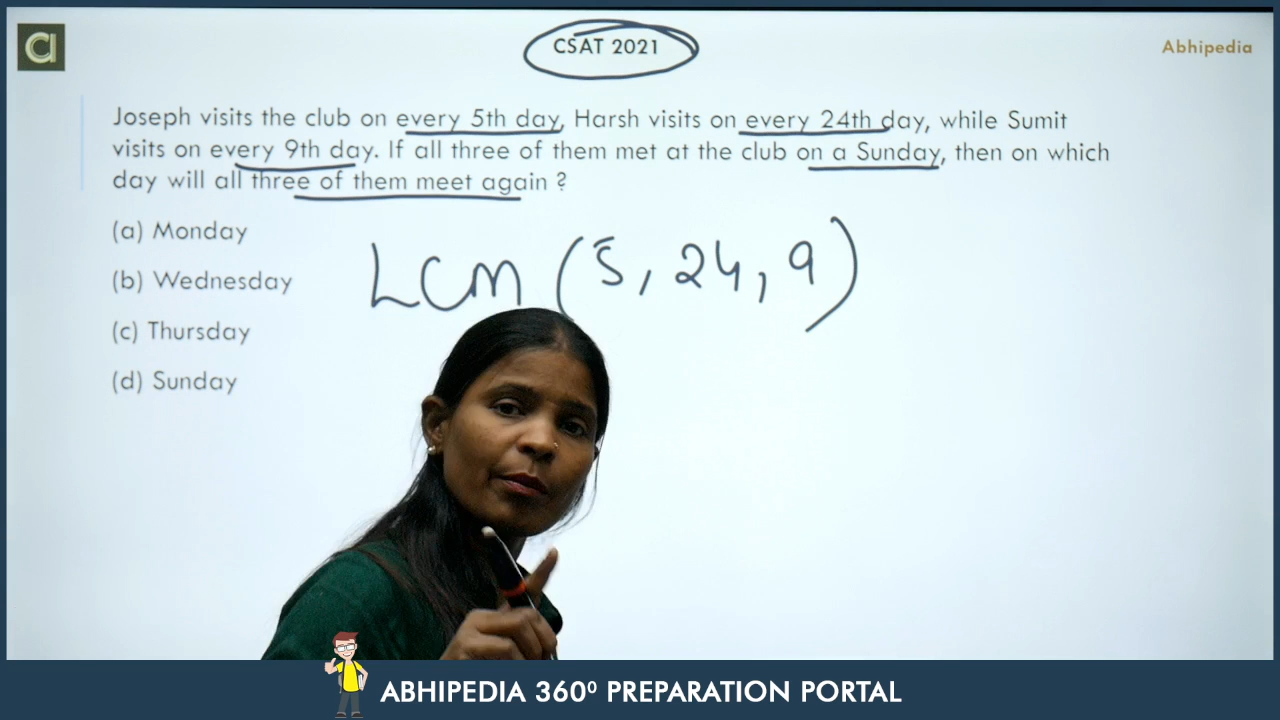 CSAT 2021
Abhipedia
Joseph visits the club on every 5th day, Harsh visits on every 24th day, while Sumit
visits on every 9th day. If all three of them met at the club on a Sunday, then on which
day will all three of them meet again ?
(a) Monday
(b) Wednesday
(c) Thursday
(d) Sunday
LCM (5, 24, 9)
ABHIPEDIA 360⁰ PREPARATION PORTAL